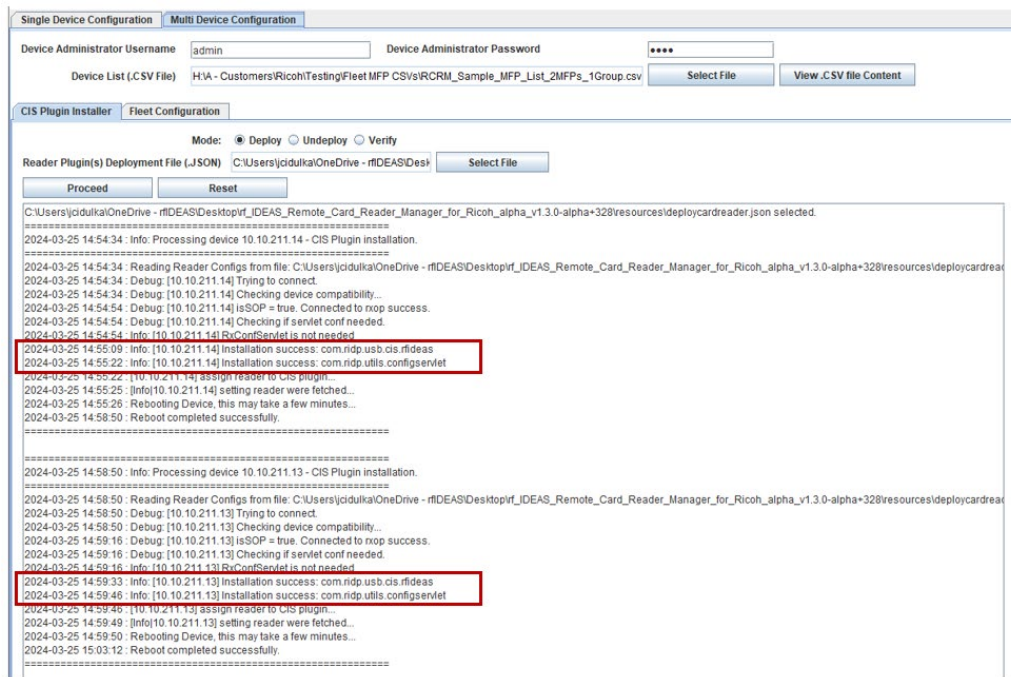 Single Device Configuration Multi Device Configuration
Device Administrator Username admin Device Administrator Password ••••
Device List (.CSV File) H:\A - Customers\Ricoh\Testing\Fleet MFP CSVs\RCRM_Sample_MFP_List_2MFPs_1Group.csv Select File View .CSV file Content
CIS Plugin Installer Fleet Configuration
Mode: Deploy Undeploy Verify
Reader Plugin(s) Deployment File (.JSON) C:\Users\jcidulka\OneDrive - rfIDEAS\Desk Select File
Proceed Reset
C:\Users\jcidulka\OneDrive - rfIDEAS\Desktop\rf_IDEAS_Remote_Card_Reader_Manager_for_Ricoh_alpha_v1.3.0-alpha+328\resources\deploycardreader.json selected.
=============================================================
2024-03-25 14:54:34 : Info: Processing device 10.10.211.14 - CIS Plugin installation.
=============================================================
2024-03-25 14:54:34 : Reading Reader Configs from file: C:\Users\jcidulka\OneDrive - rfIDEAS\Desktop\rf_IDEAS_Remote_Card_Reader_Manager_for_Ricoh_alpha_v1.3.0-alpha+328\resources\deploycardread
2024-03-25 14:54:34 : Debug: [10.10.211.14] Trying to connect.
2024-03-25 14:54:34 : Debug: [10.10.211.14] Checking device compatibility...
2024-03-25 14:54:54 : Debug: [10.10.211.14] isSOP = true. Connected to rxop success.
2024-03-25 14:54:54 : Debug: [10.10.211.14] Checking if servlet conf needed.
2024-03-25 14:54:54 : Info: [10.10.211.14] RxConfServlet is not needed
2024-03-25 14:55:09 : Info: [10.10.211.14] Installation success: com.ridp.usb.cis.rfideas
2024-03-25 14:55:22 : Info: [10.10.211.14] Installation success: com.ridp.utils.configservlet
2024-03-25 14:55:22 : [10.10.211.14] assign reader to CIS plugin...
2024-03-25 14:55:25 : [Info|10.10.211.14] setting reader were fetched...
2024-03-25 14:55:26 : Rebooting Device, this may take a few minutes...
2024-03-25 14:58:50 : Reboot completed successfully.
=============================================================
=============================================================
2024-03-25 14:58:50 : Info: Processing device 10.10.211.13 - CIS Plugin installation.
=============================================================
2024-03-25 14:58:50 : Reading Reader Configs from file: C:\Users\jcidulka\OneDrive - rfIDEAS\Desktop\rf_IDEAS_Remote_Card_Reader_Manager_for_Ricoh_alpha_v1.3.0-alpha+328\resources\deploycardread
2024-03-25 14:58:50 : Debug: [10.10.211.13] Trying to connect.
2024-03-25 14:58:50 : Debug: [10.10.211.13] Checking device compatibility...
2024-03-25 14:59:16 : Debug: [10.10.211.13] isSOP = true. Connected to rxop success.
2024-03-25 14:59:16 : Debug: [10.10.211.13] Checking if servlet conf needed.
2024-03-25 14:59:16 : Info: [10.10.211.13] RxConfServlet is not needed
2024-03-25 14:59:33 : Info: [10.10.211.13] Installation success: com.ridp.usb.cis.rfideas
2024-03-25 14:59:46 : Info: [10.10.211.13] Installation success: com.ridp.utils.configservlet
2024-03-25 14:59:46 : [10.10.211.13] assign reader to CIS plugin...
2024-03-25 14:59:49 : [Info|10.10.211.13] setting reader were fetched...
2024-03-25 14:59:50 : Rebooting Device, this may take a few minutes...
2024-03-25 15:03:12 : Reboot completed successfully.
=============================================================